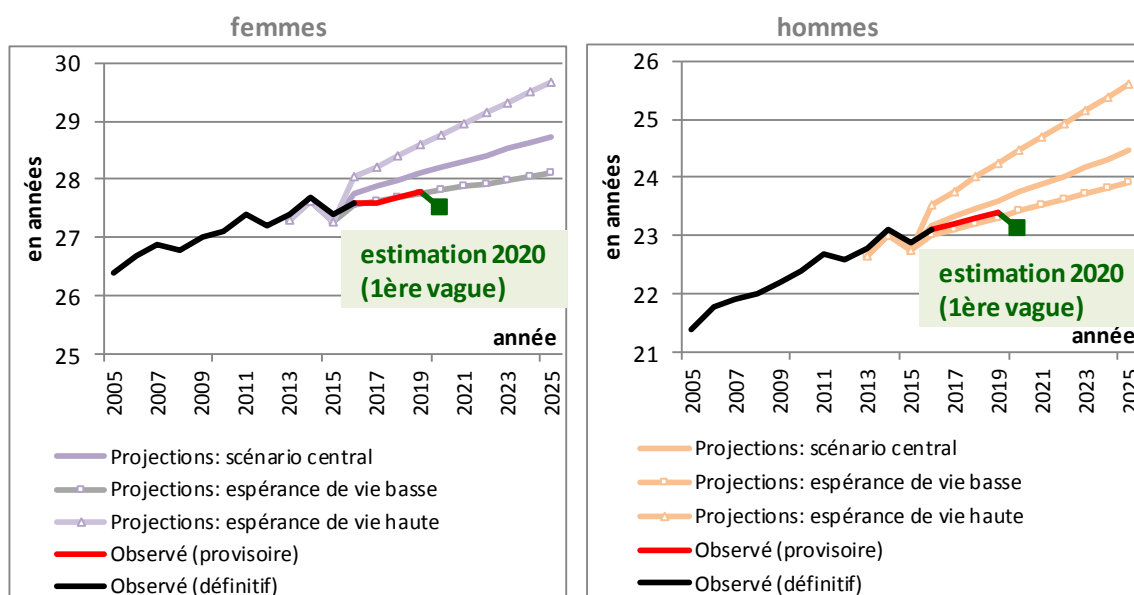 femmes
30
29
28
27
26
25
en années
estimation 2020
(1ère vague)
année
2005
2007
2009
2011
2013
2015
2017
2019
2021
2023
2025
Projections: scénario central
Projections: espérance de vie basse
Projections: espérance de vie haute
Observé (provisoire)
Observé (définitif)
hommes
26
25
24
23
22
21
en années
estimation 2020
(1ère vague)
année
2005
2007
2009
2011
2013
2015
2017
2019
2021
2023
2025
Projections: scénario central
Projections: espérance de vie basse
Projections: espérance de vie haute
Observé (provisoire)
Observé (définitif)